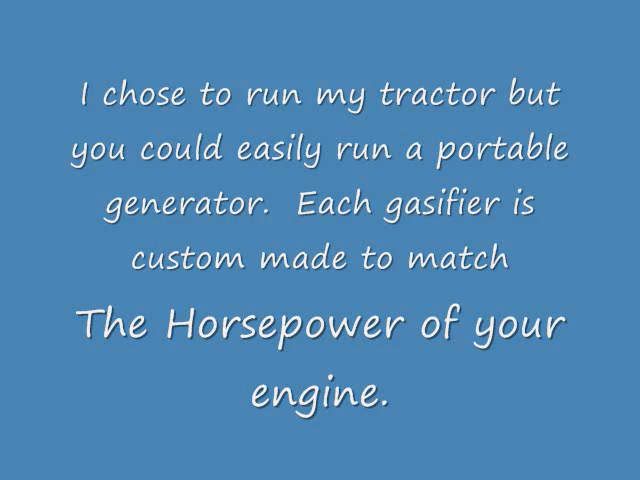 I chose to run my tractor but
you could easily run a portable
generator.  Each gasifier is
custom made to match
The Horsepower of your
engine.